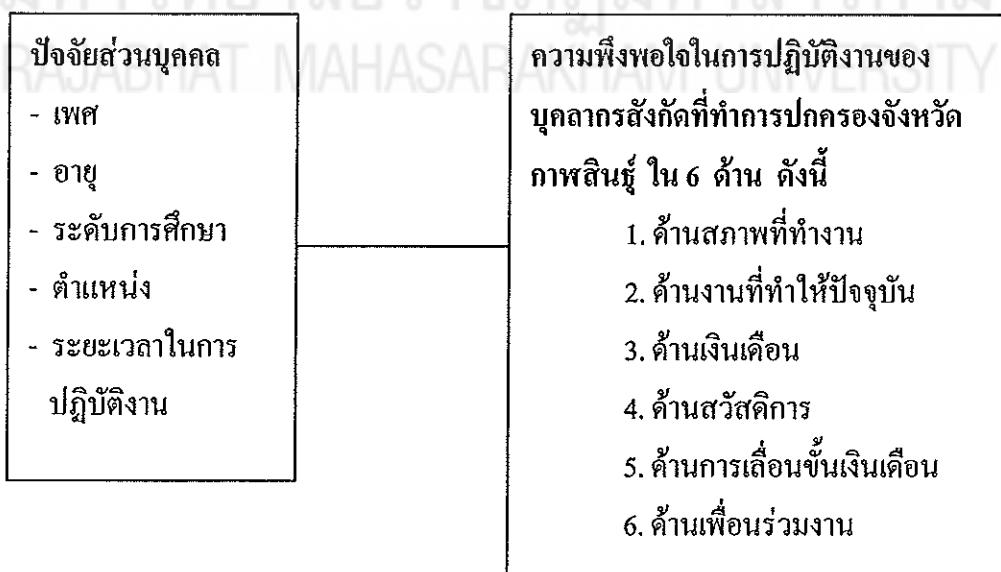 RAJABHAT MAHASARAKHAM UNIVERSITY
ปัจจัยส่วนบุคคล
- เพศ
- อายุ
- ระดับการศึกษา
- ตำแหน่ง
- ระยะเวลาในการ
ปฏิบัติงาน
ความพึงพอใจในการปฏิบัติงานของ
บุคลากรสังกัดที่ทำการปกครองจังหวัด
กาฬสินธุ์ ใน 6 ด้าน ดังนี้
1. ด้านสภาพที่ทำงาน
2. ด้านงานที่ทำให้ปัจจุบัน
3. ด้านเงินเดือน
4. ด้านสวัสดิการ
5. ด้านการเลื่อนขั้นเงินเดือน
6. ด้านเพื่อนร่วมงาน